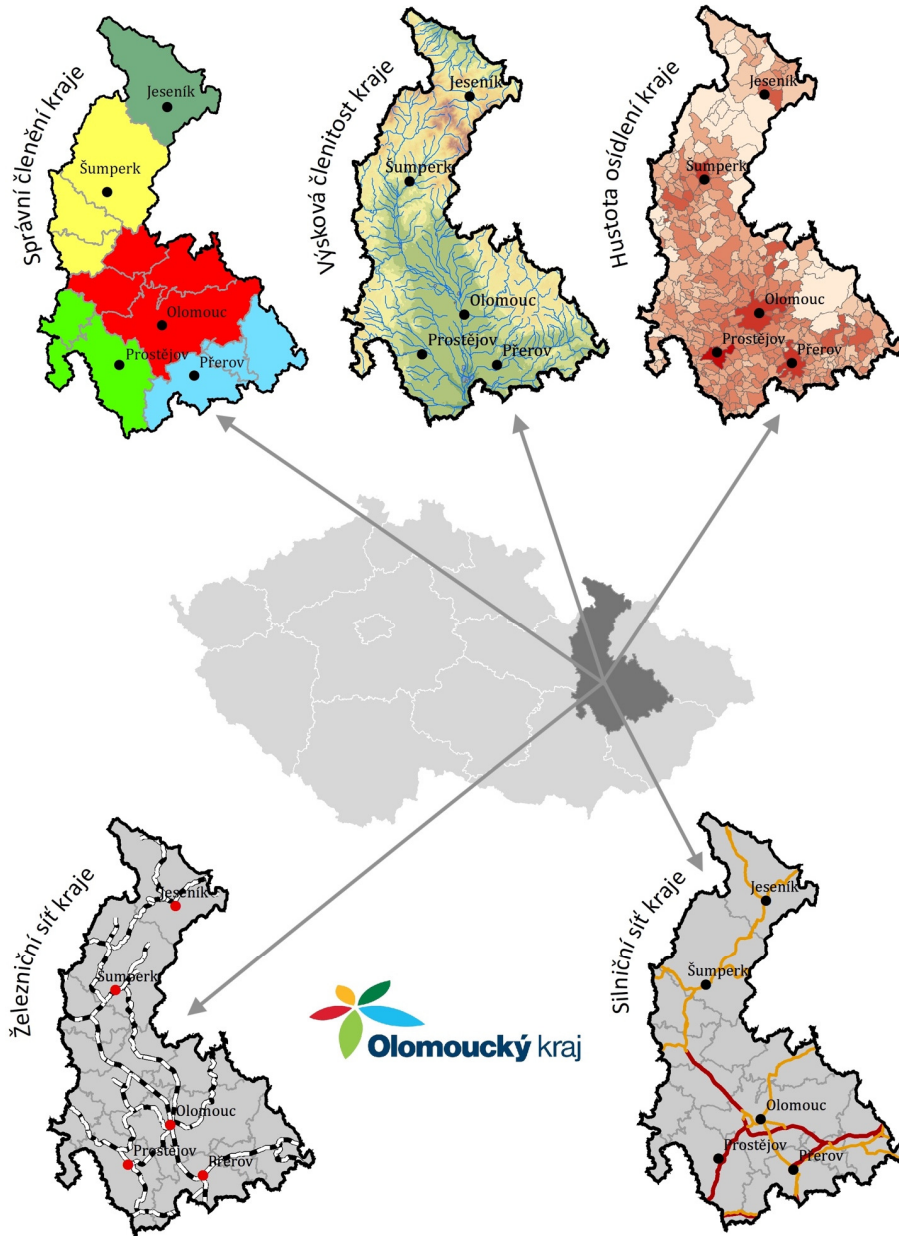 Správní členění kraje
Jeseník
Šumperk
Olomouc
Prostějov
Přerov
Výsková členitost kraje
Jeseník
Šumperk
Olomouc
Prostějov
Přerov
Hustota osídlení kraje
Jeseník
Šumperk
Olomouc
Prostějov
Přerov
Železniční síť kraje
Jeseník
Šumperk
Olomouc
Prostějov
Přerov
Olomoucký kraj
Silniční síť kraje
Jeseník
Šumperk
Olomouc
Prostějov
Přerov